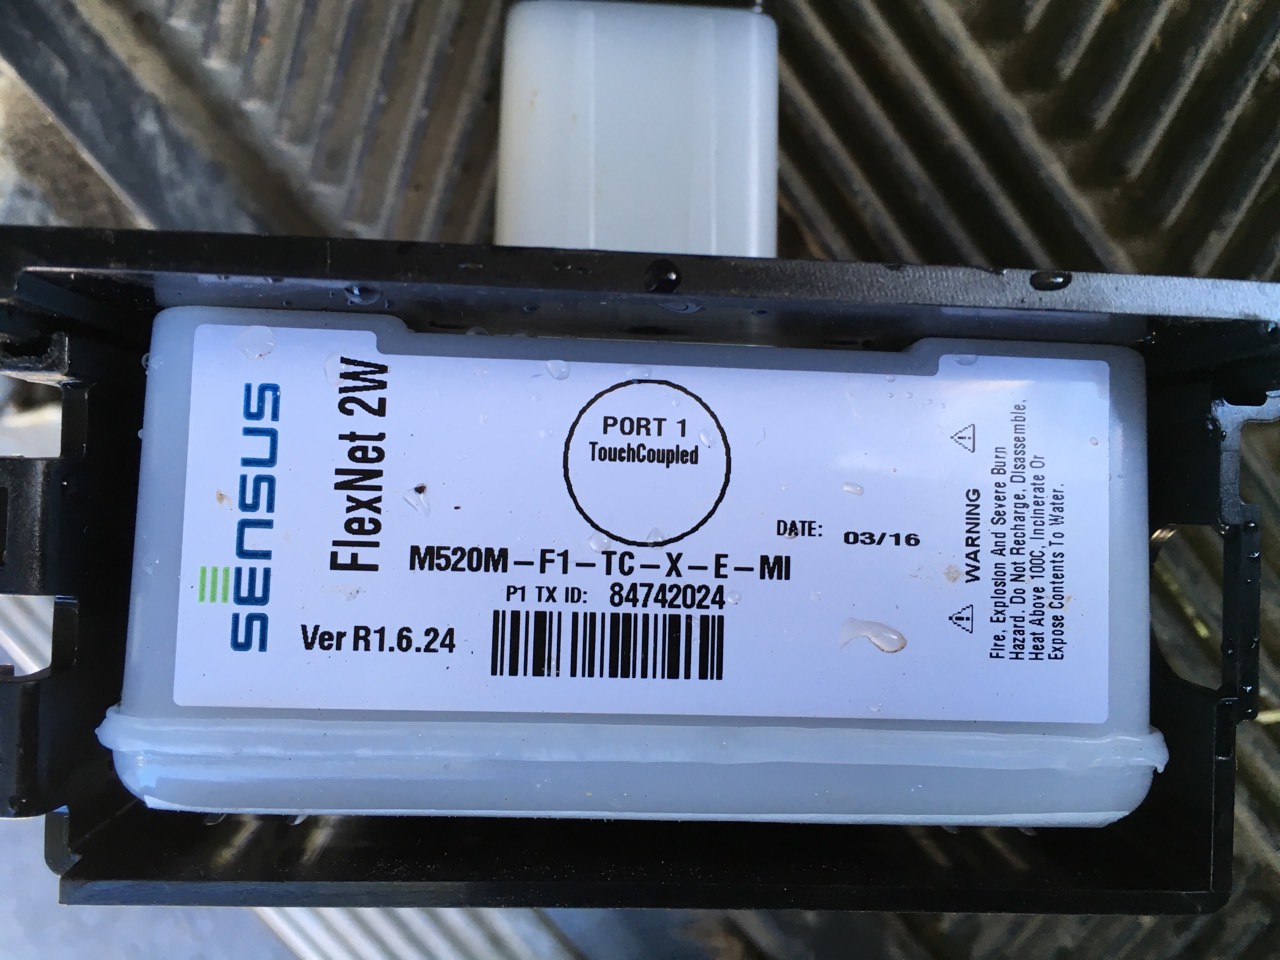 SENSUS
FlexNet 2W
PORT 1
TouchCoupled
DATE: 03/16
M520M-F1-TC-X-E-MI
P1 TX ID: 84742024
Ver R1.6.24
WARNING
Fire, Explosion And Severe Burn
Hazard. Do Not Recharge, Disassemble,
Heat Above 100C, Incinerate Or
Expose Contents To Water.